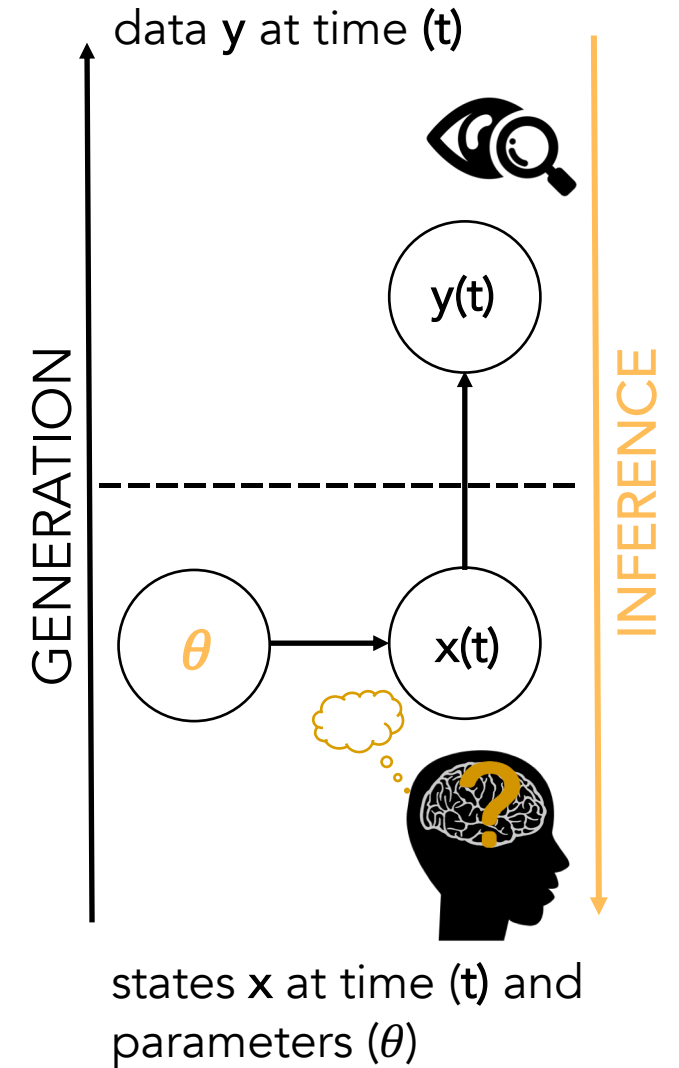 data y at time (t)
y(t)
GENERATION
INFERENCE
θ
x(t)
?
states x at time (t) and
parameters (θ)